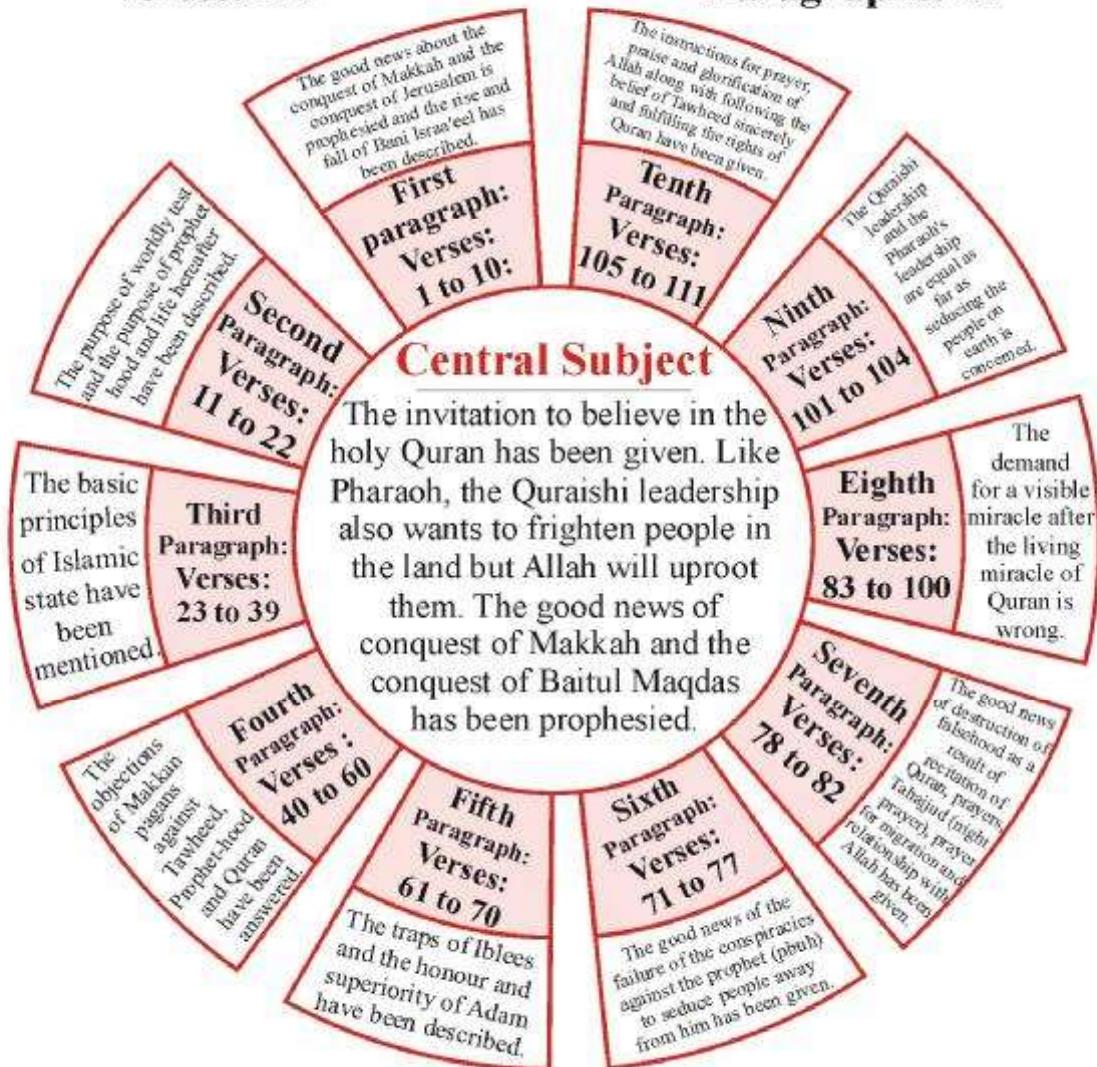 Central Subject
The invitation to believe in the
holy Quran has been given. Like
Pharaoh, the Quraishi leadership
also wants to frighten people in
the land but Allah will uproot
them. The good news of
conquest of Makkah and the
conquest of Baitul Maqdas
has been prophesied.
The good news about the
conquest of Makkah and the
conquest of Jerusalem is
prophesied and the rise and
fall of Bani Isra'eel has
been described.
First
paragraph:
Verses:
1 to 10:
The purpose of worldly test
and the purpose of prophet
hood and life hereafter
have been described.
Second
Paragraph:
Verses:
11 to 22
The basic
principles
of Islamic
state have
been
mentioned.
Third
Paragraph:
Verses:
23 to 39
The
objections
of Makkan
pagans
against
Tawheed,
Prophet-hood
and Quran
have been
answered.
Fourth
Paragraph:
Verses :
40 to 60
Fifth
Paragraph:
Verses:
61 to 70
The traps of Iblees
and the honour and
superiority of Adam
have been described.
Sixth
Paragraph:
Verses:
71 to 77
The good news of the
failure of the conspiracies
against the prophet (pbuh)
to seduce people away
from him has been given.
Seventh
Paragraph:
Verses:
78 to 82
The good news
of destruction of
falsehood as a
result of
recitation of
Quran, prayers,
Tahajjud (night
prayer), prayer
for migration and
relationship with
Allah has been
given.
Eighth
Paragraph:
Verses:
83 to 100
The
demand
for a visible
miracle after
the living
miracle of
Quran is
wrong.
Ninth
Paragraph:
Verses:
101 to 104
The Quraishi
leadership
and the
Pharaoh's
leadership
are equal as
far as
seducing the
people on
earth is
concerned.
The instructions for prayer,
praise and glorification of
Allah along with following the
belief of Tawheed sincerely
and fulfilling the rights of
Quran have been given.
Tenth
Paragraph:
Verses:
105 to 111